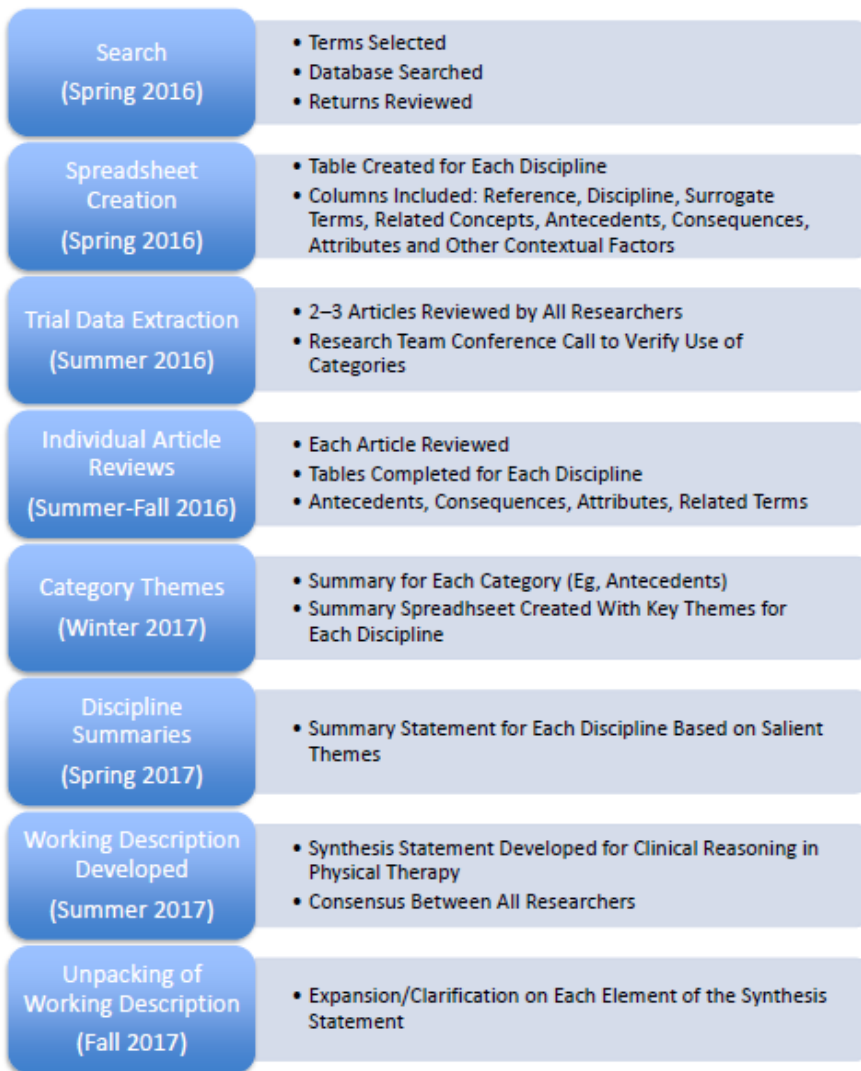 Search
(Spring 2016)
• Terms Selected
• Database Searched
• Returns Reviewed
Spreadsheet
Creation
(Spring 2016)
• Table Created for Each Discipline
• Columns Included: Reference, Discipline, Surrogate
Terms, Related Concepts, Antecedents, Consequences,
Attributes and Other Contextual Factors
Trial Data Extraction
(Summer 2016)
• 2–3 Articles Reviewed by All Researchers
• Research Team Conference Call to Verify Use of
Categories
Individual Article
Reviews
(Summer-Fall 2016)
• Each Article Reviewed
• Tables Completed for Each Discipline
• Antecedents, Consequences, Attributes, Related Terms
Category Themes
(Winter 2017)
• Summary for Each Category (Eg, Antecedents)
• Summary Spreadhseet Created With Key Themes for
Each Discipline
Discipline
Summaries
(Spring 2017)
• Summary Statement for Each Discipline Based on Salient
Themes
Working Description
Developed
(Summer 2017)
• Synthesis Statement Developed for Clinical Reasoning in
Physical Therapy
• Consensus Between All Researchers
Unpacking of
Working Description
(Fall 2017)
• Expansion/Clarification on Each Element of the Synthesis
Statement